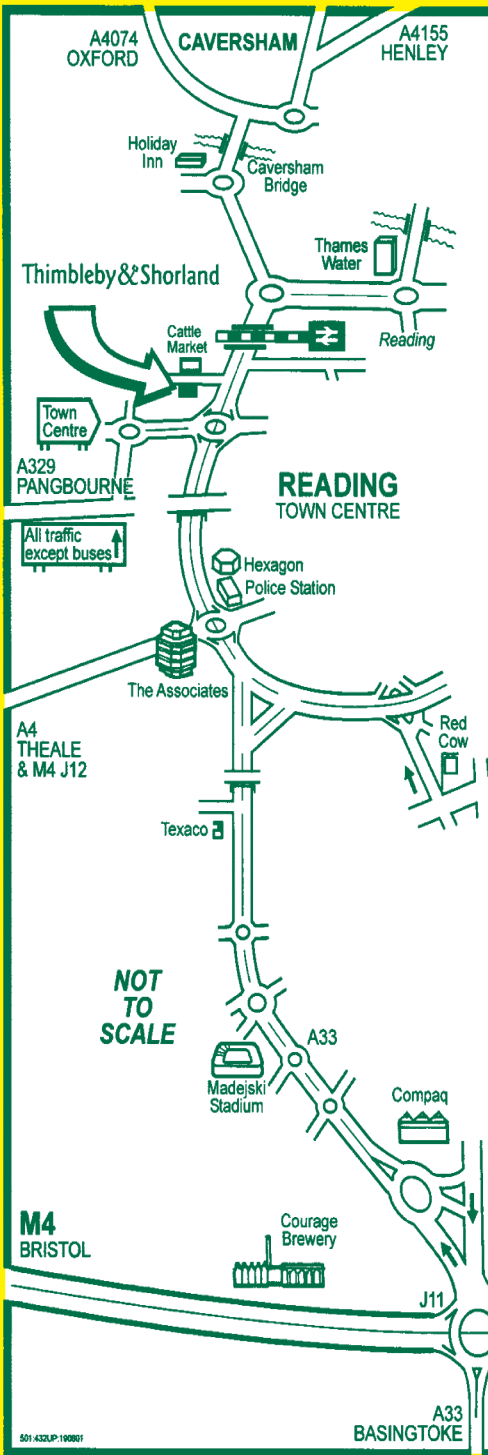 A4074
OXFORD
CAVERSHAM
A4155
HENLEY
Holiday
Inn
Caversham
Bridge
Thames
Water
Thimbleby&Shorland
Cattle
Market
Reading
Town
Centre
A329
PANGBOURNE
READING
TOWN CENTRE
All traffic
except buses
Hexagon
Police Station
The Associates
A4
THEALE
& M4 J12
Red
Cow
Texaco
NOT
TO
SCALE
A33
Madejski
Stadium
Compaq
M4
BRISTOL
Courage
Brewery
J11
A33
BASINGTOKE